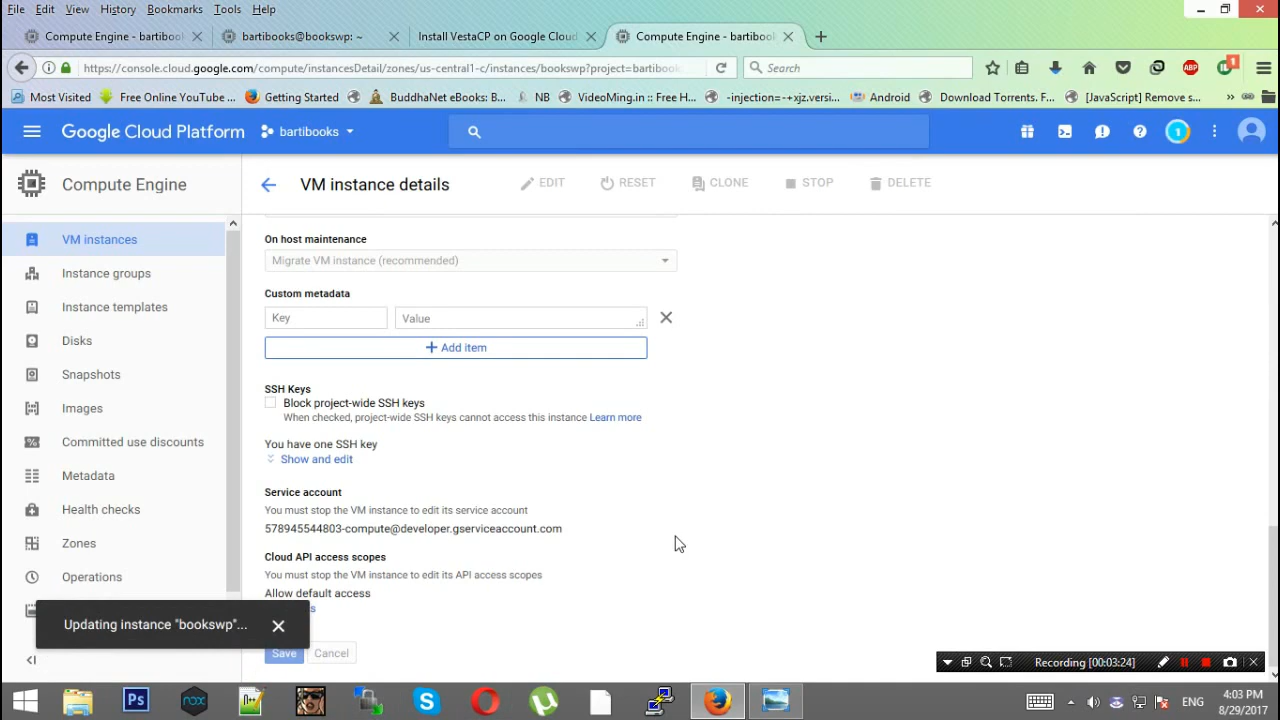 File Edit View History Bookmarks Tools Help
Compute Engine - bartiboo
bartibooks@bookswp: ~
Install VestaCP on Google Cloud
Compute Engine - bartibook
https://console.cloud.google.com/compute/instancesDetail/zones/us-central1-c/instances/bookswp?project=bartibook
Search
ABP
1
Most Visited
Free Online YouTube ...
Getting Started
BuddhaNet eBooks: B...
NB
VideoMing.in :: Free H...
-injection=-+xjz.versi...
Android
Download Torrents. F...
[JavaScript] Remove s...
Google Cloud Platform
bartibooks
1
Compute Engine
VM instance details
EDIT
RESET
CLONE
STOP
DELETE
VM instances
Instance groups
Instance templates
Disks
Snapshots
Images
Committed use discounts
Metadata
Health checks
Zones
Operations
On host maintenance
Migrate VM instance (recommended)
Custom metadata
Key
Value
Add item
SSH Keys
Block project-wide SSH keys
When checked, project-wide SSH keys cannot access this instance Learn more
You have one SSH key
Show and edit
Service account
You must stop the VM instance to edit its service account
578945544803-compute@developer.gserviceaccount.com
Cloud API access scopes
You must stop the VM instance to edit its API access scopes
Allow default access
Updating instance "bookswp"...
Save
Cancel
Recording [00:03:24]
Ps
nox
ENG
4:03 PM
8/29/2017